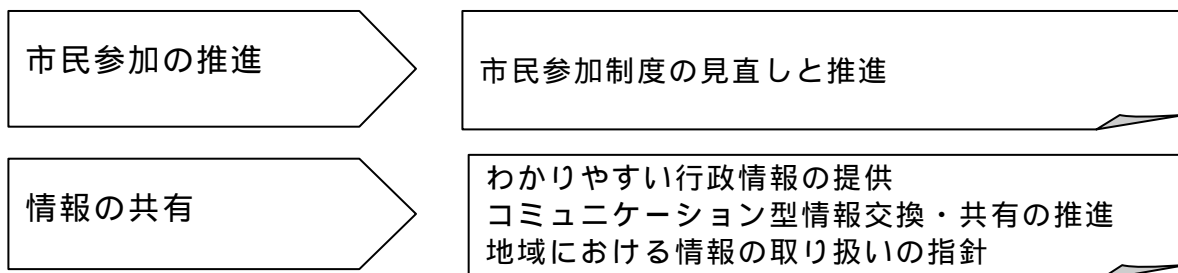 市民参加の推進
市民参加制度の見直しと推進
情報の共有
わかりやすい行政情報の提供
コミュニケーション型情報交換・共有の推進
地域における情報の取り扱いの指針